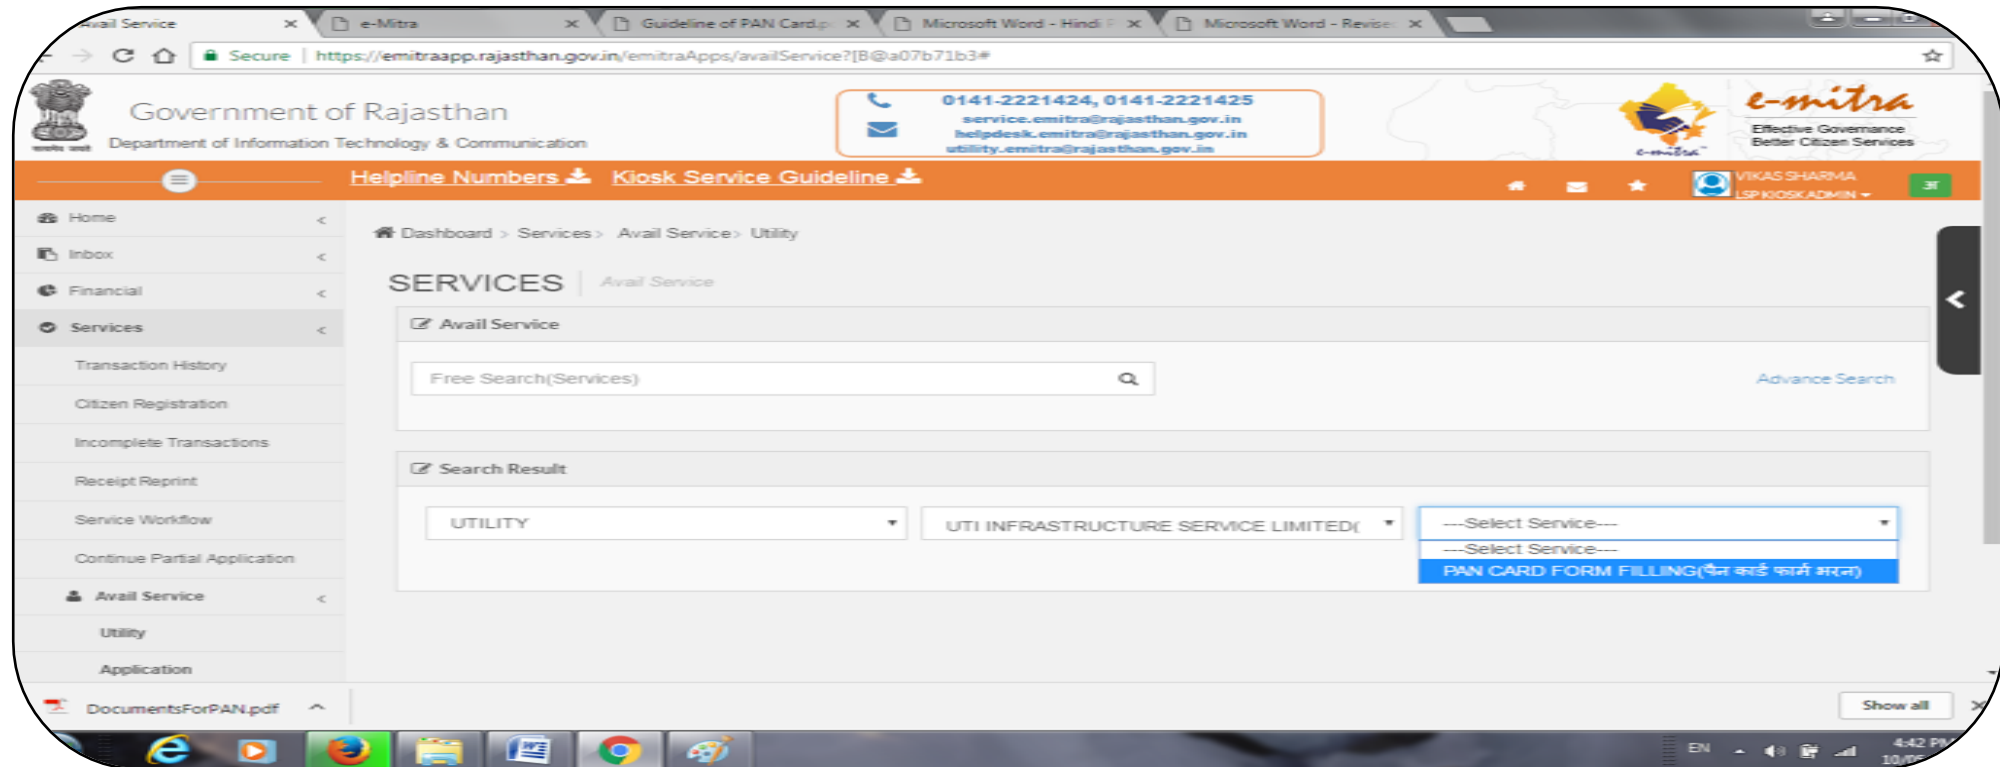 Avail Service
e-Mitra
Guideline of PAN Card.p
Microsoft Word - Hindi F
Microsoft Word - Revise
Secure | https://emitraapp.rajasthan.gov.in/emitraApps/availService?[B@a07b71b3#
Government of Rajasthan
Department of Information Technology & Communication
0141-2221424, 0141-2221425
service.emitra@rajasthan.gov.in
helpdesk.emitra@rajasthan.gov.in
utility.emitra@rajasthan.gov.in
e-mitra
e-mitra
Effective Governance
Better Citizen Services
Helpline Numbers Kiosk Service Guideline
VIKAS SHARMA
LSP KIOSK ADMIN
अ
Home
Inbox
Financial
Services
Transaction History
Citizen Registration
Incomplete Transactions
Receipt Reprint
Service Workflow
Continue Partial Application
Avail Service
Utility
Application
Dashboard > Services > Avail Service > Utility
SERVICES | Avail Service
Avail Service
Free Search(Services)
Advance Search
Search Result
UTILITY
UTI INFRASTRUCTURE SERVICE LIMITED(
---Select Service---
---Select Service---
PAN CARD FORM FILLING(पैन कार्ड फार्म भरना)
DocumentsForPAN.pdf
Show all
EN
4:42 PM